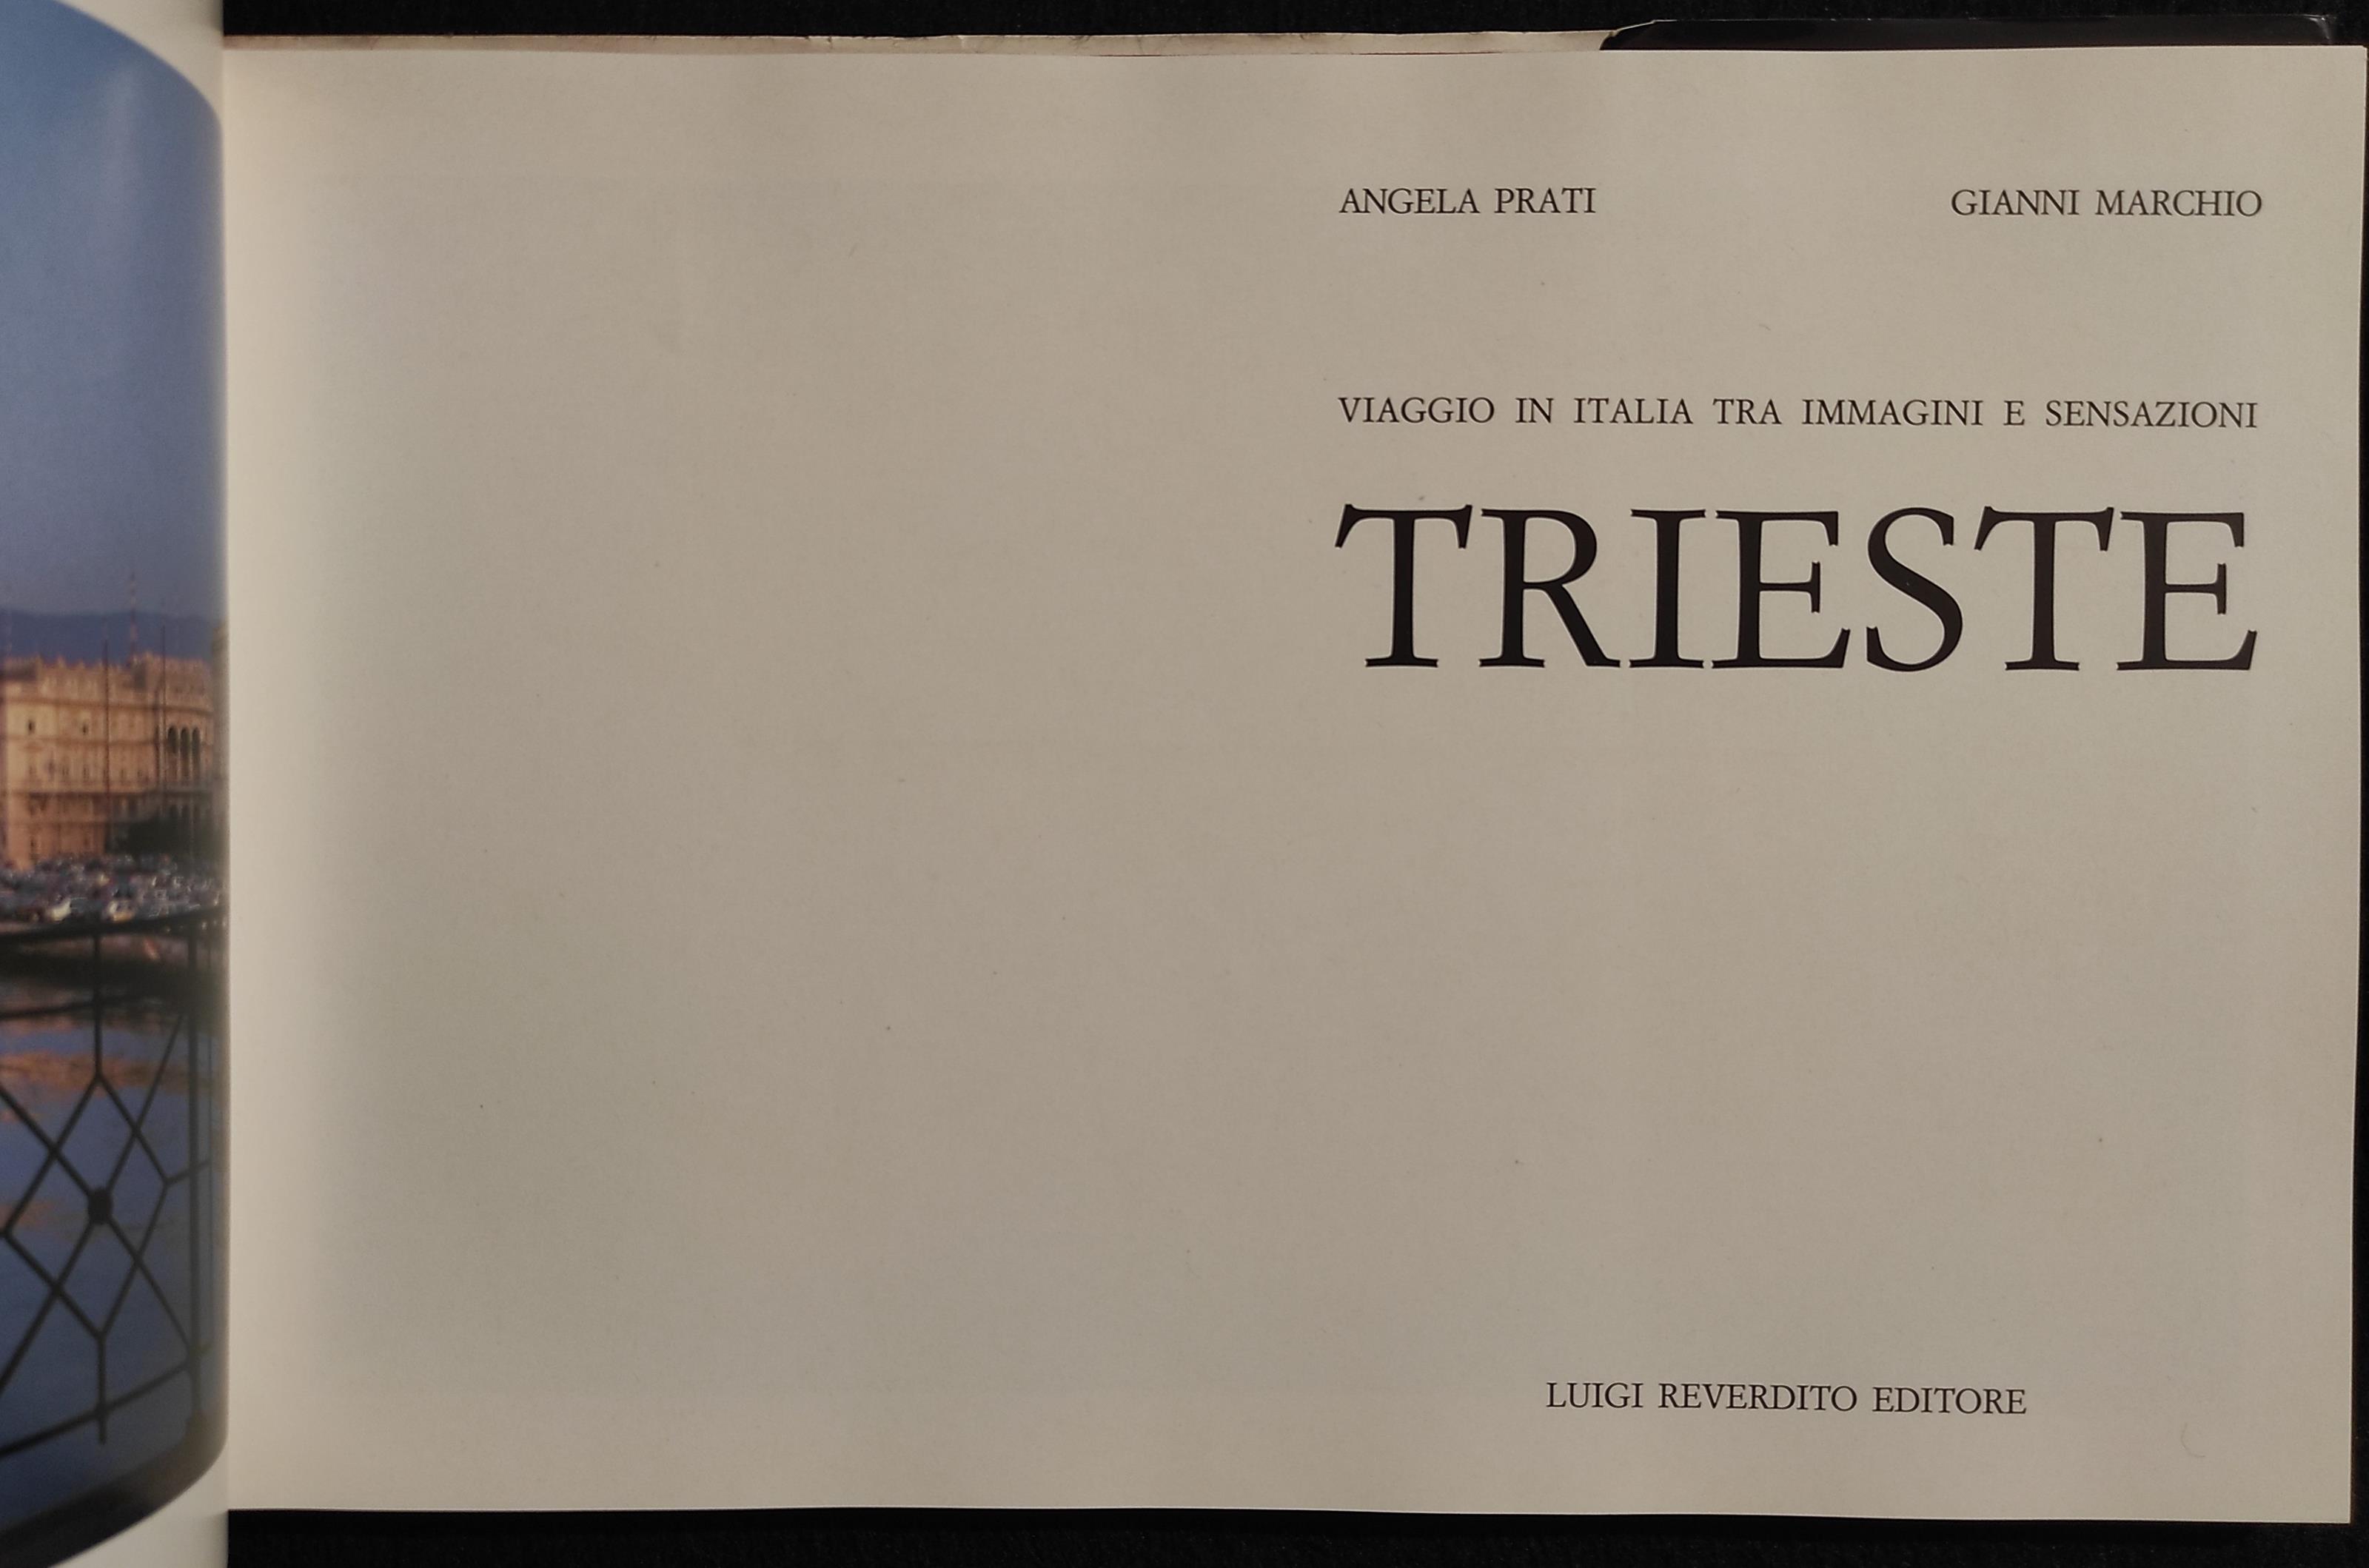 ANGELA PRATI GIANNI MARCHIO
VIAGGIO IN ITALIA TRA IMMAGINI E SENSAZIONI
TRIESTE
LUIGI REVERDITO EDITORE